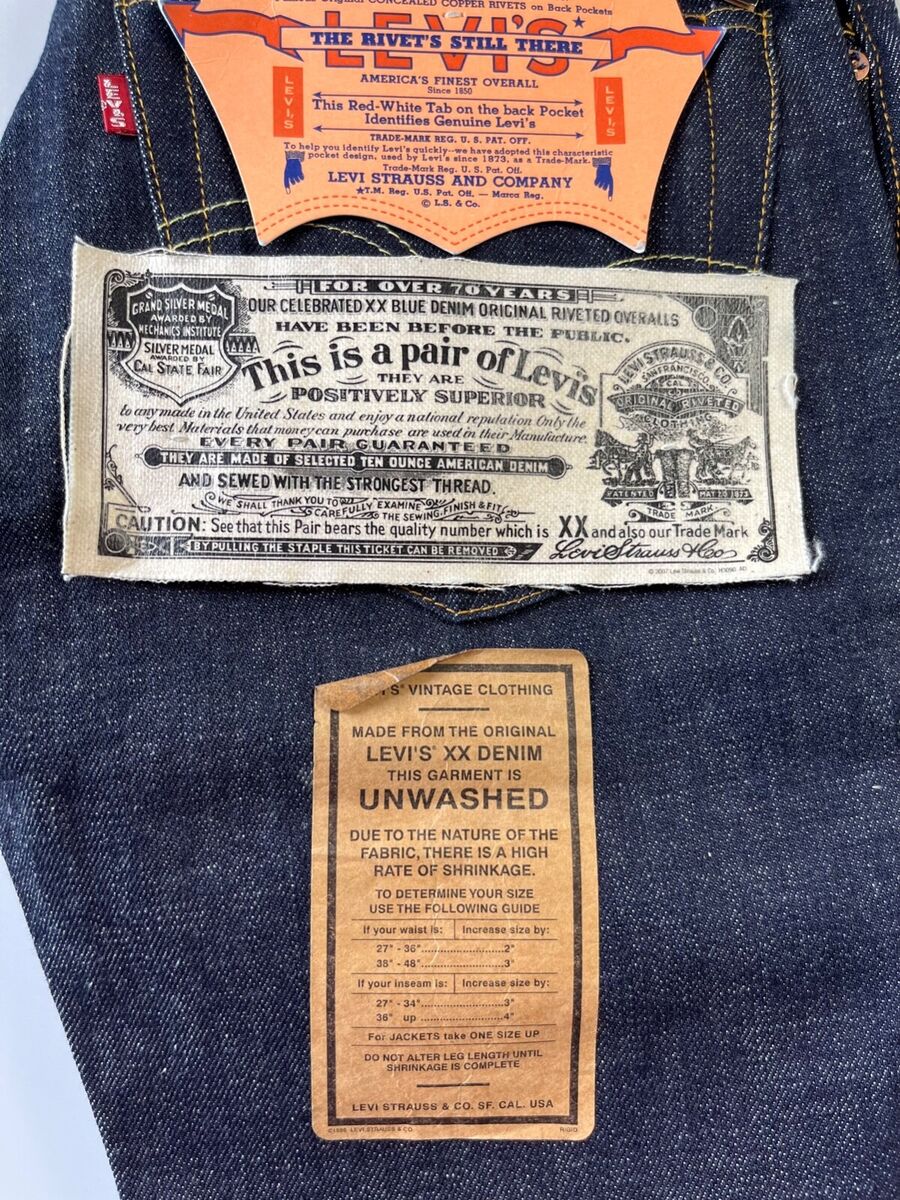 Original CONCEALED COPPER RIVETS on Back Pockets
LEVI'S
THE RIVET'S STILL THERE
AMERICA'S FINEST OVERALL
Since 1850
This Red-White Tab on the back Pocket
Identifies Genuine Levi's
LEVI'S
LEVI'S
TRADE-MARK REG. U. S. PAT. OFF.
To help you identify Levi's quickly--we have adopted this characteristic
pocket design, used by Levi's since 1873, as a Trade-Mark.
Trade-Mark Reg. U. S. Pat. Off.
LEVI STRAUSS AND COMPANY
★T.M. Reg. U.S. Pat. Off. — Marca Reg.
© L.S. & Co.
LEVI'S
FOR OVER 70 YEARS
OUR CELEBRATED XX BLUE DENIM ORIGINAL RIVETED OVERALLS
HAVE BEEN BEFORE THE PUBLIC.
This is a pair of Levi's
THEY ARE
POSITIVELY SUPERIOR
to any made in the United States and enjoy a national reputation Only the
very best Materials that money can purchase are used in their Manufacture.
EVERY PAIR GUARANTEED
THEY ARE MADE OF SELECTED TEN OUNCE AMERICAN DENIM
AND SEWED WITH THE STRONGEST THREAD.
WE SHALL THANK YOU TO
CAREFULLY EXAMINE
THE SEWING, FINISH & FIT
CAUTION: See that this Pair bears the quality number which is XX and also our Trade Mark
BY PULLING THE STAPLE THIS TICKET CAN BE REMOVED
Levi Strauss & Co
© 2007 Levi Strauss & Co. H3090 AD
GRAND SILVER MEDAL
AWARDED BY
MECHANICS INSTITUTE
SILVER MEDAL
AWARDED BY
CAL STATE FAIR
LEVI STRAUSS & CO.
SAN FRANCISCO
CAL.
ORIGINAL RIVETED
CLOTHING
PATENTED MAY 20 1873
TRADE MARK
I'S® VINTAGE CLOTHING
MADE FROM THE ORIGINAL
LEVI'S® XX DENIM
THIS GARMENT IS
UNWASHED
DUE TO THE NATURE OF THE
FABRIC, THERE IS A HIGH
RATE OF SHRINKAGE.
TO DETERMINE YOUR SIZE
USE THE FOLLOWING GUIDE
If your waist is: Increase size by:
27" - 36".......................2"
38" - 48".......................3"
If your inseam is: Increase size by:
27" - 34".......................3"
36" up .......................4"
For JACKETS take ONE SIZE UP
DO NOT ALTER LEG LENGTH UNTIL
SHRINKAGE IS COMPLETE
LEVI STRAUSS & CO. SF. CAL. USA
©1996 LEVI STRAUSS & CO. RIGID